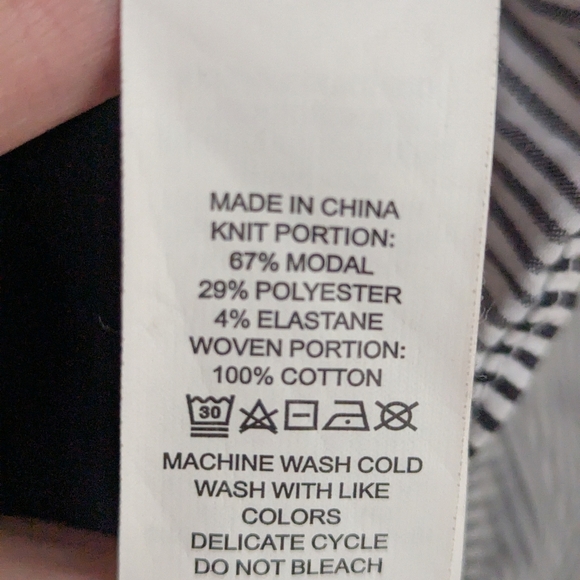 MADE IN CHINA
KNIT PORTION:
67% MODAL
29% POLYESTER
4% ELASTANE
WOVEN PORTION:
100% COTTON
30
MACHINE WASH COLD
WASH WITH LIKE
COLORS
DELICATE CYCLE
DO NOT BLEACH